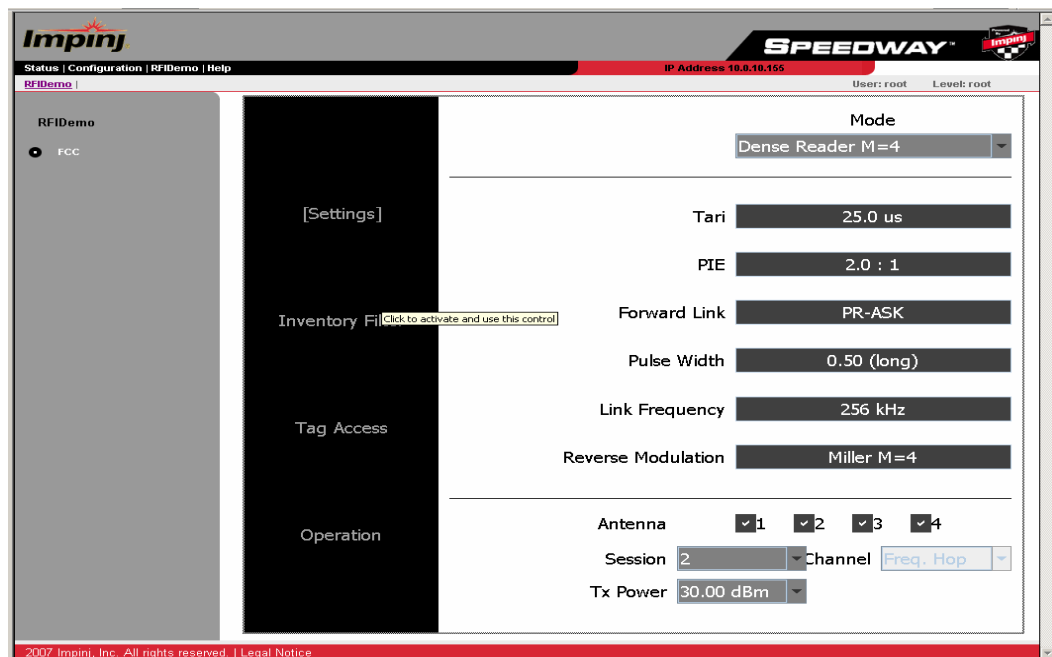 Impinj
SPEEDWAY™
Impinj
Status | Configuration | RFIDemo | Help
IP Address 10.0.10.155
RFIDemo |
User: root Level: root
RFIDemo
FCC
[Settings]
Inventory Fil
Click to activate and use this control
Tag Access
Operation
Mode
Dense Reader M=4
Tari 25.0 us
PIE 2.0 : 1
Forward Link PR-ASK
Pulse Width 0.50 (long)
Link Frequency 256 kHz
Reverse Modulation Miller M=4
Antenna 1 2 3 4
Session 2 Channel Freq. Hop
Tx Power 30.00 dBm
2007 Impinj, Inc. All rights reserved. | Legal Notice